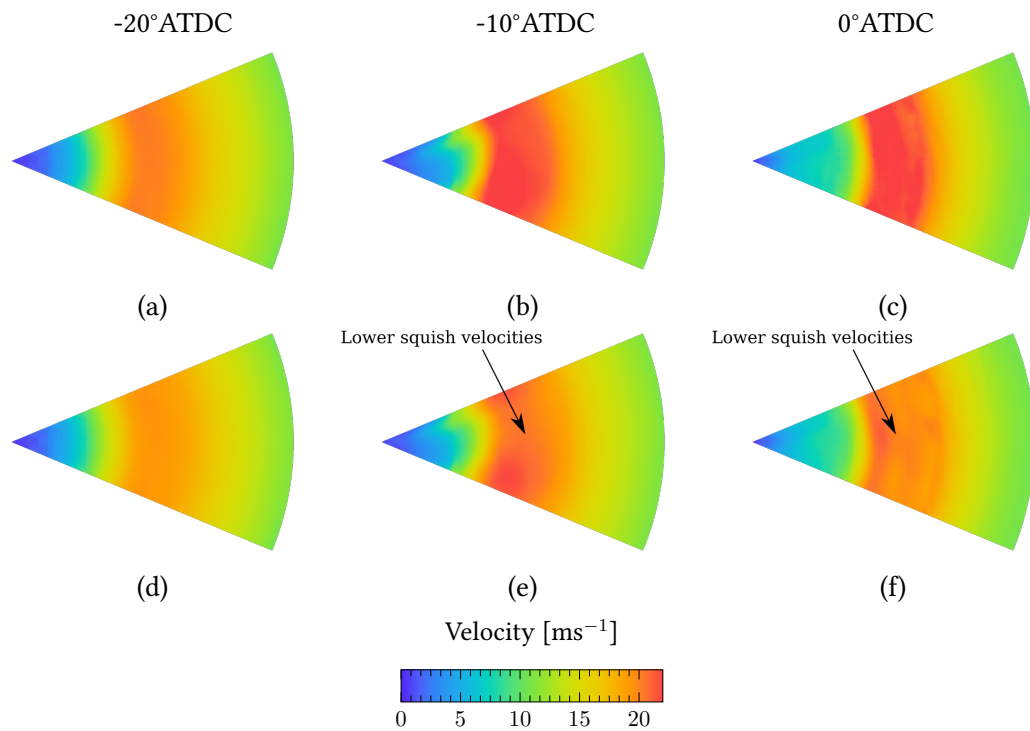 -20°ATDC -10°ATDC 0°ATDC
(a) (b) (c)
Lower squish velocities Lower squish velocities
(d) (e) (f)
Velocity [ms⁻¹]
0 5 10 15 20